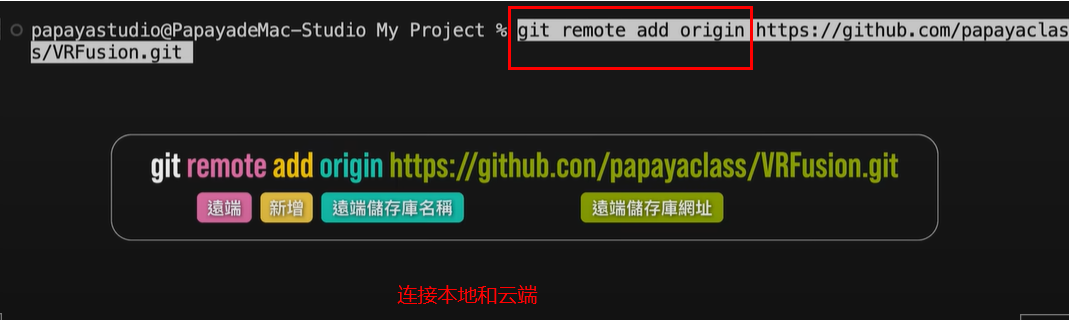 papayastudio@PapayadeMac-Studio My Project % git remote add origin https://github.com/papayaclas
s/VRFusion.git
git remote add origin https://github.con/papayaclass/VRFusion.git
遠端 新增 遠端儲存庫名稱 遠端儲存庫網址
连接本地和云端